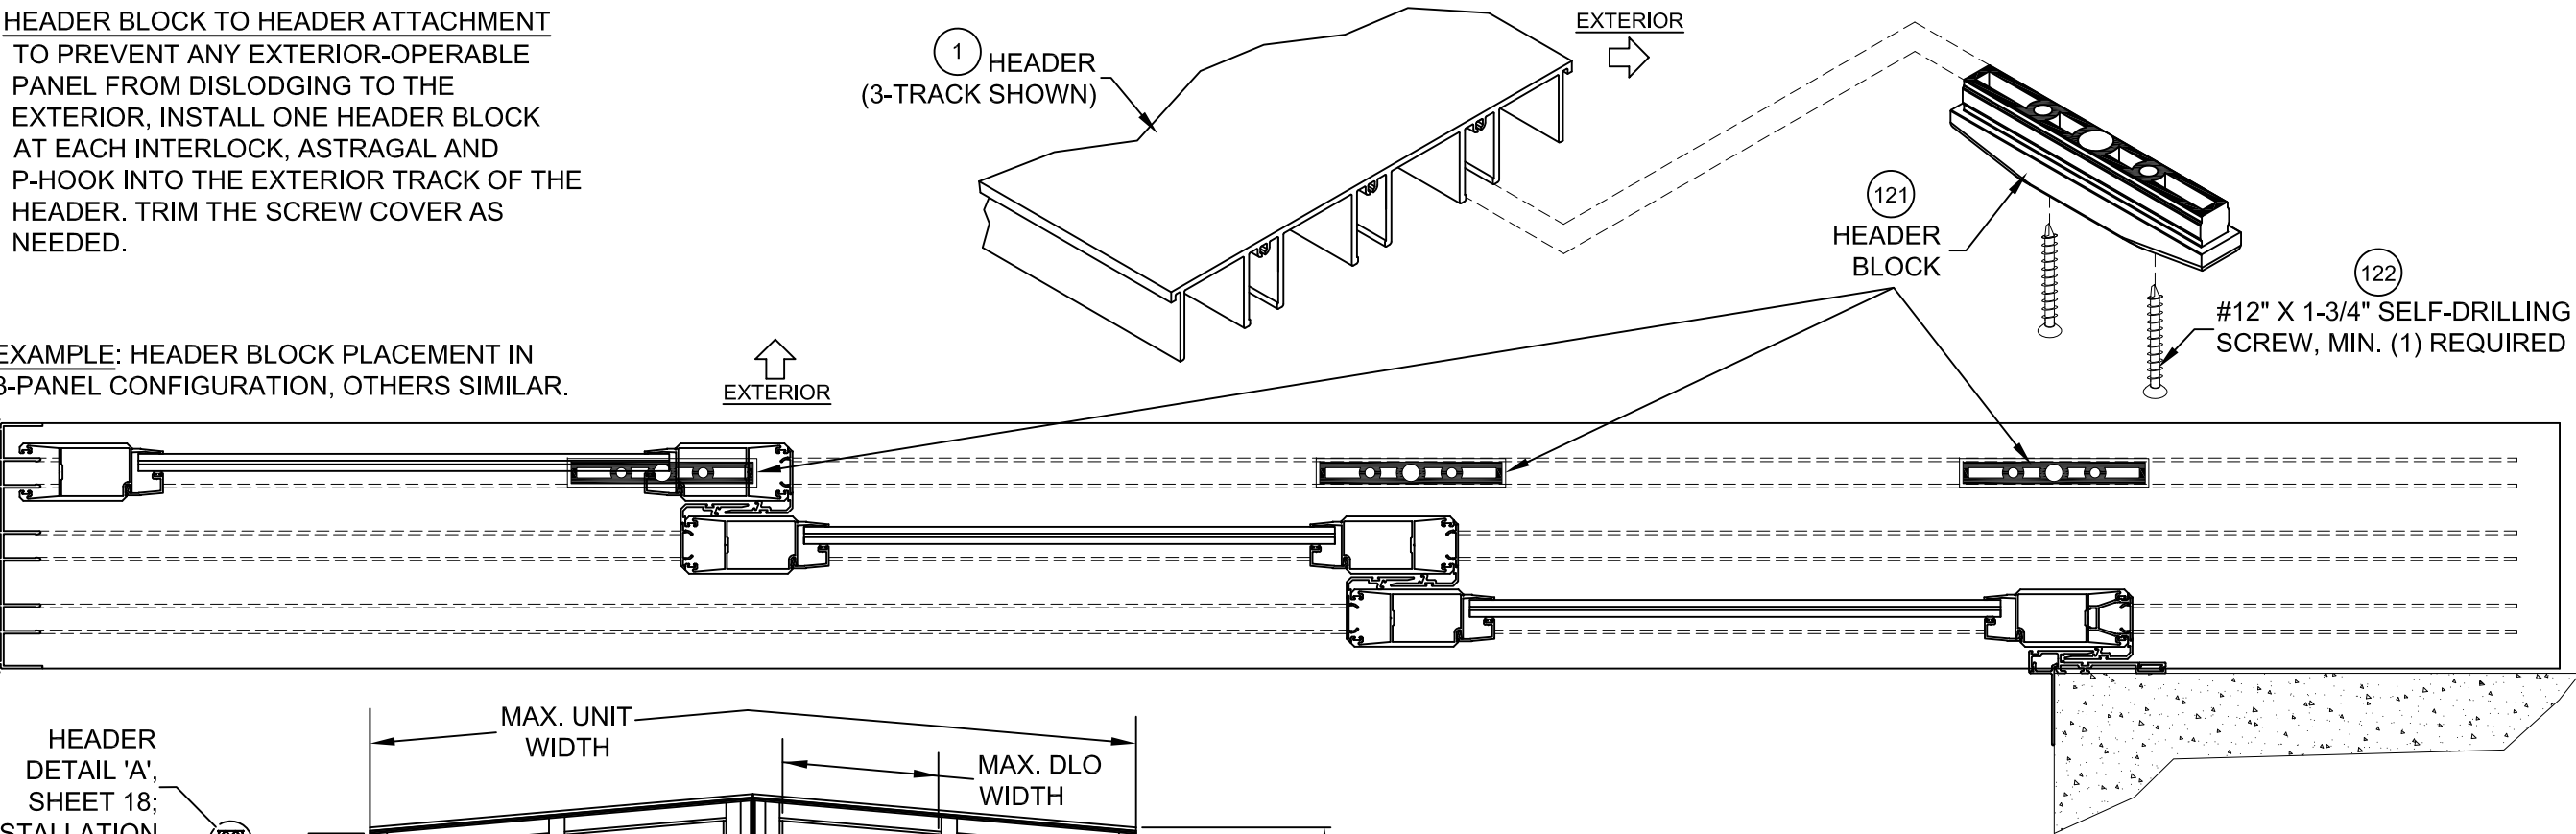 HEADER BLOCK TO HEADER ATTACHMENT
TO PREVENT ANY EXTERIOR-OPERABLE
PANEL FROM DISLODGING TO THE
EXTERIOR, INSTALL ONE HEADER BLOCK
AT EACH INTERLOCK, ASTRAGAL AND
P-HOOK INTO THE EXTERIOR TRACK OF THE
HEADER. TRIM THE SCREW COVER AS
NEEDED.
1
HEADER
(3-TRACK SHOWN)
EXTERIOR
121
HEADER
BLOCK
122
#12" X 1-3/4" SELF-DRILLING
SCREW, MIN. (1) REQUIRED
EXAMPLE: HEADER BLOCK PLACEMENT IN
3-PANEL CONFIGURATION, OTHERS SIMILAR.
EXTERIOR
HEADER
DETAIL 'A',
SHEET 18;
MAX. UNIT
WIDTH
MAX. DLO
WIDTH